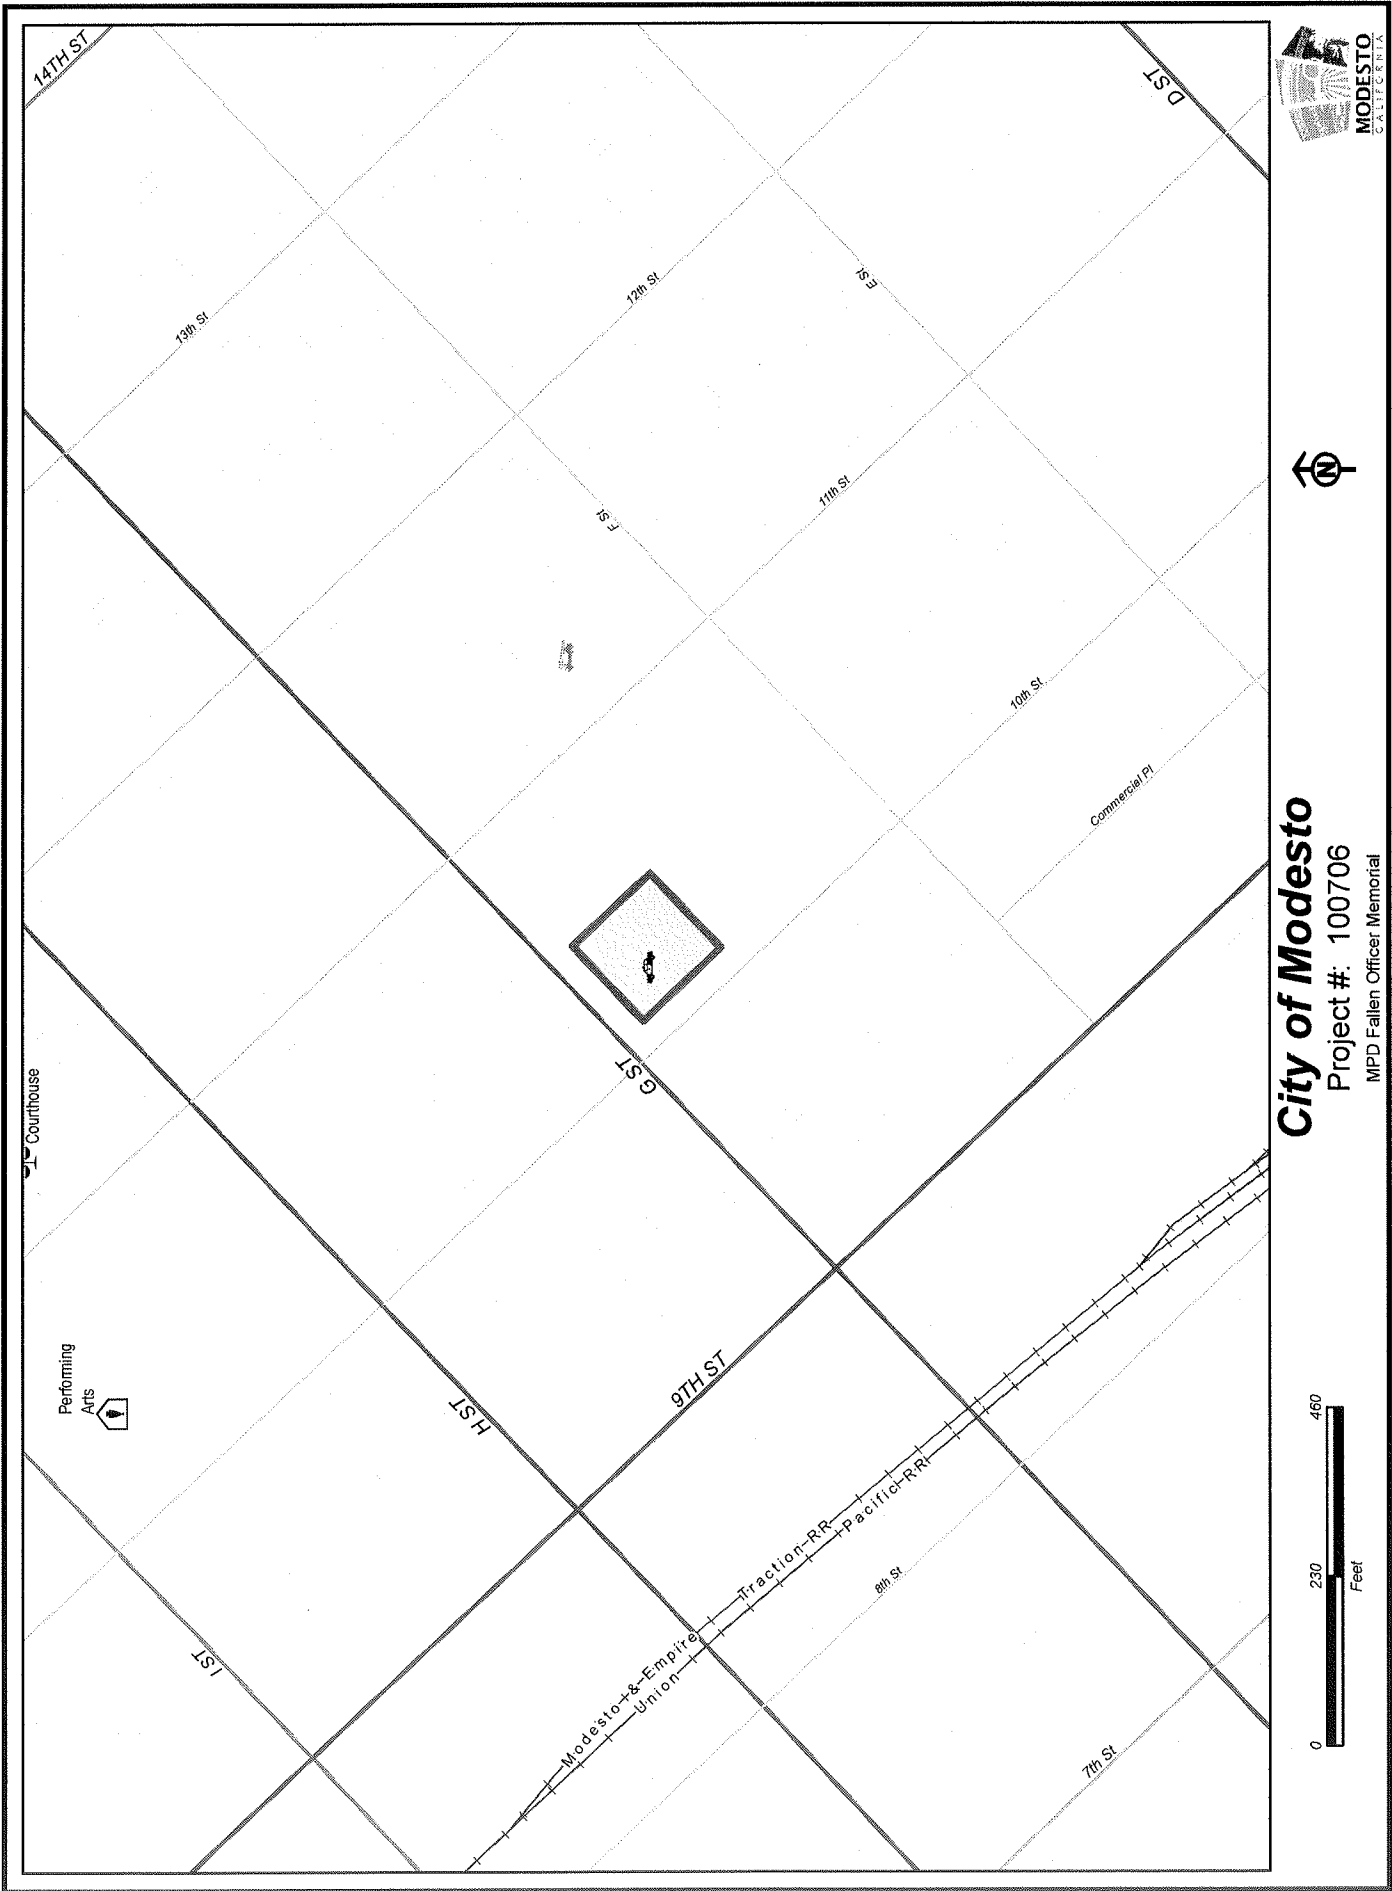 14TH ST
D ST
13th St
12th St
E St
F St
11th St
10th St
Commercial Pl
G ST
Courthouse
Performing
Arts
H ST
9TH ST
I ST
Modesto & Empire Traction RR
Union Pacific RR
8th St
7th St
N
0 230 460
Feet
City of Modesto
Project #: 100706
MPD Fallen Officer Memorial
MODESTO
CALIFORNIA